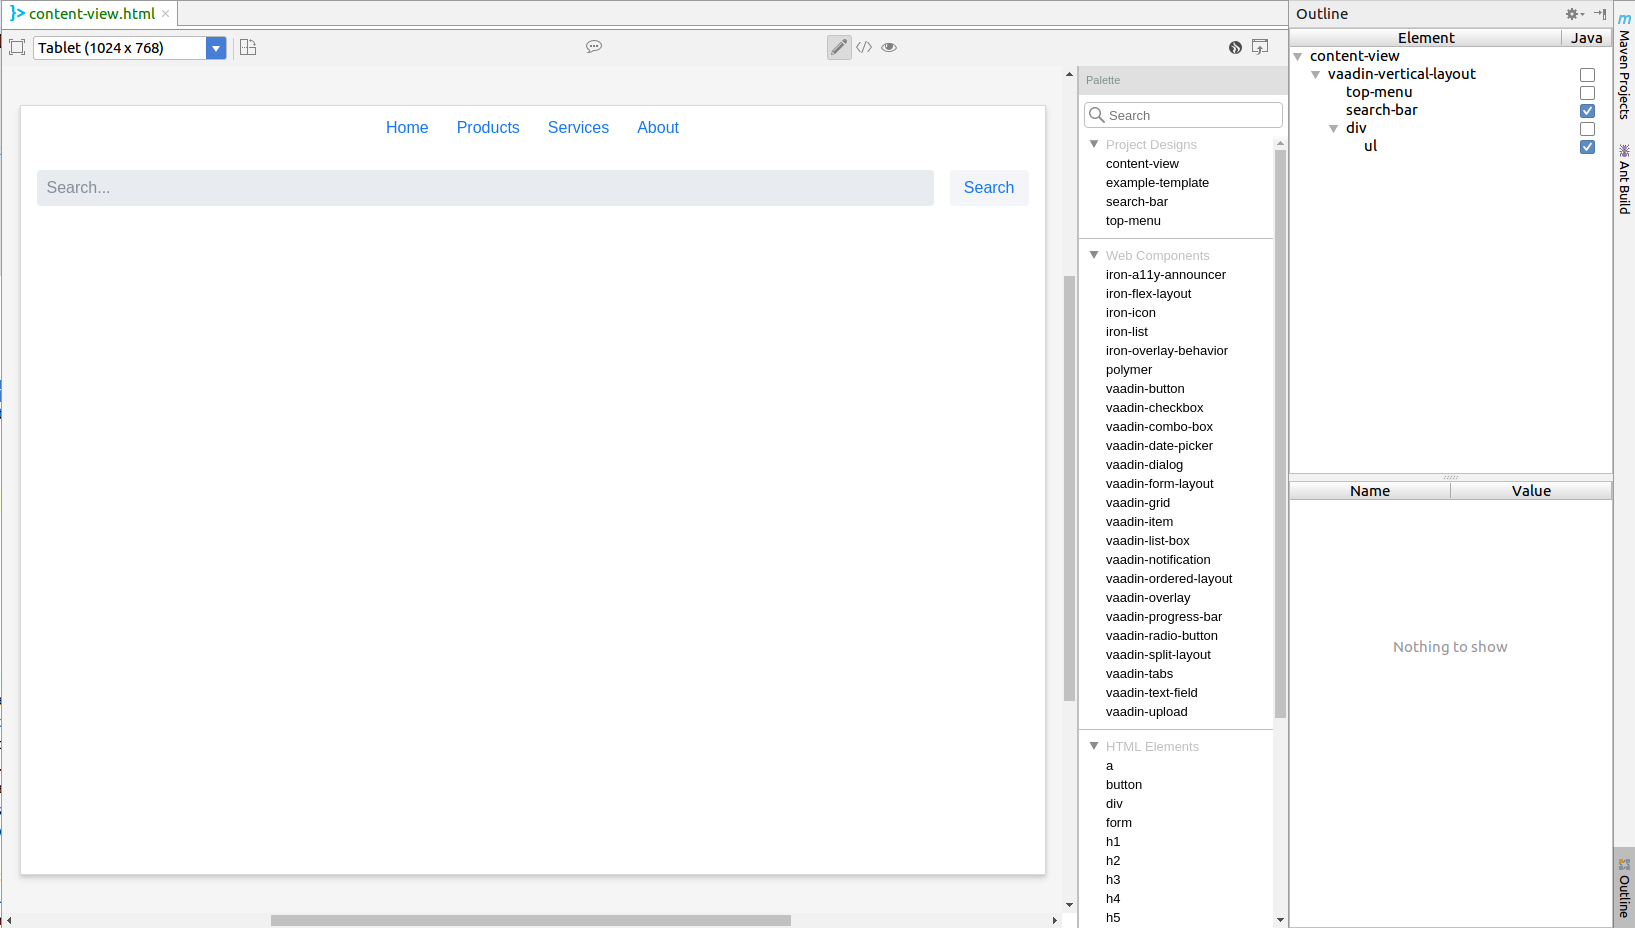 content-view.html
Tablet (1024 x 768)
Home Products Services About
Search...
Search
Palette
Search
Project Designs
content-view
example-template
search-bar
top-menu
Web Components
iron-a11y-announcer
iron-flex-layout
iron-icon
iron-list
iron-overlay-behavior
polymer
vaadin-button
vaadin-checkbox
vaadin-combo-box
vaadin-date-picker
vaadin-dialog
vaadin-form-layout
vaadin-grid
vaadin-item
vaadin-list-box
vaadin-notification
vaadin-ordered-layout
vaadin-overlay
vaadin-progress-bar
vaadin-radio-button
vaadin-split-layout
vaadin-tabs
vaadin-text-field
vaadin-upload
HTML Elements
a
button
div
form
h1
h2
h3
h4
h5
Outline
Element Java
content-view
vaadin-vertical-layout
top-menu
search-bar
div
ul
Name Value
Nothing to show
m Maven Projects
Ant Build
Outline